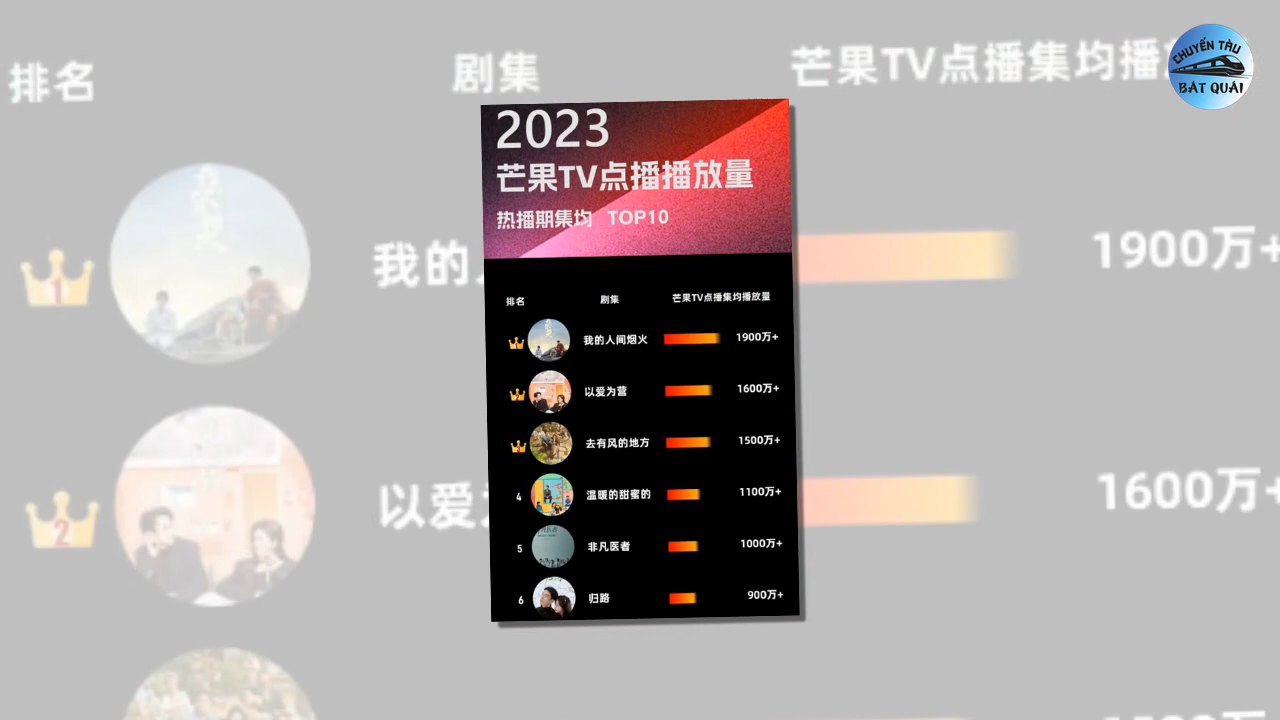 排名
剧集
芒果TV点播集均播
CHUYẾN TÀU
BÁT QUÁI
我的
1900万+
以爱
1600万+
2023
芒果TV点播播放量
热播期集均 TOP10
排名 剧集 芒果TV点播集均播放量
1 我的人间烟火 1900万+
2 以爱为营 1600万+
3 去有风的地方 1500万+
4 温暖的甜蜜的 1100万+
5 非凡医者 1000万+
6 归路 900万+
1
2